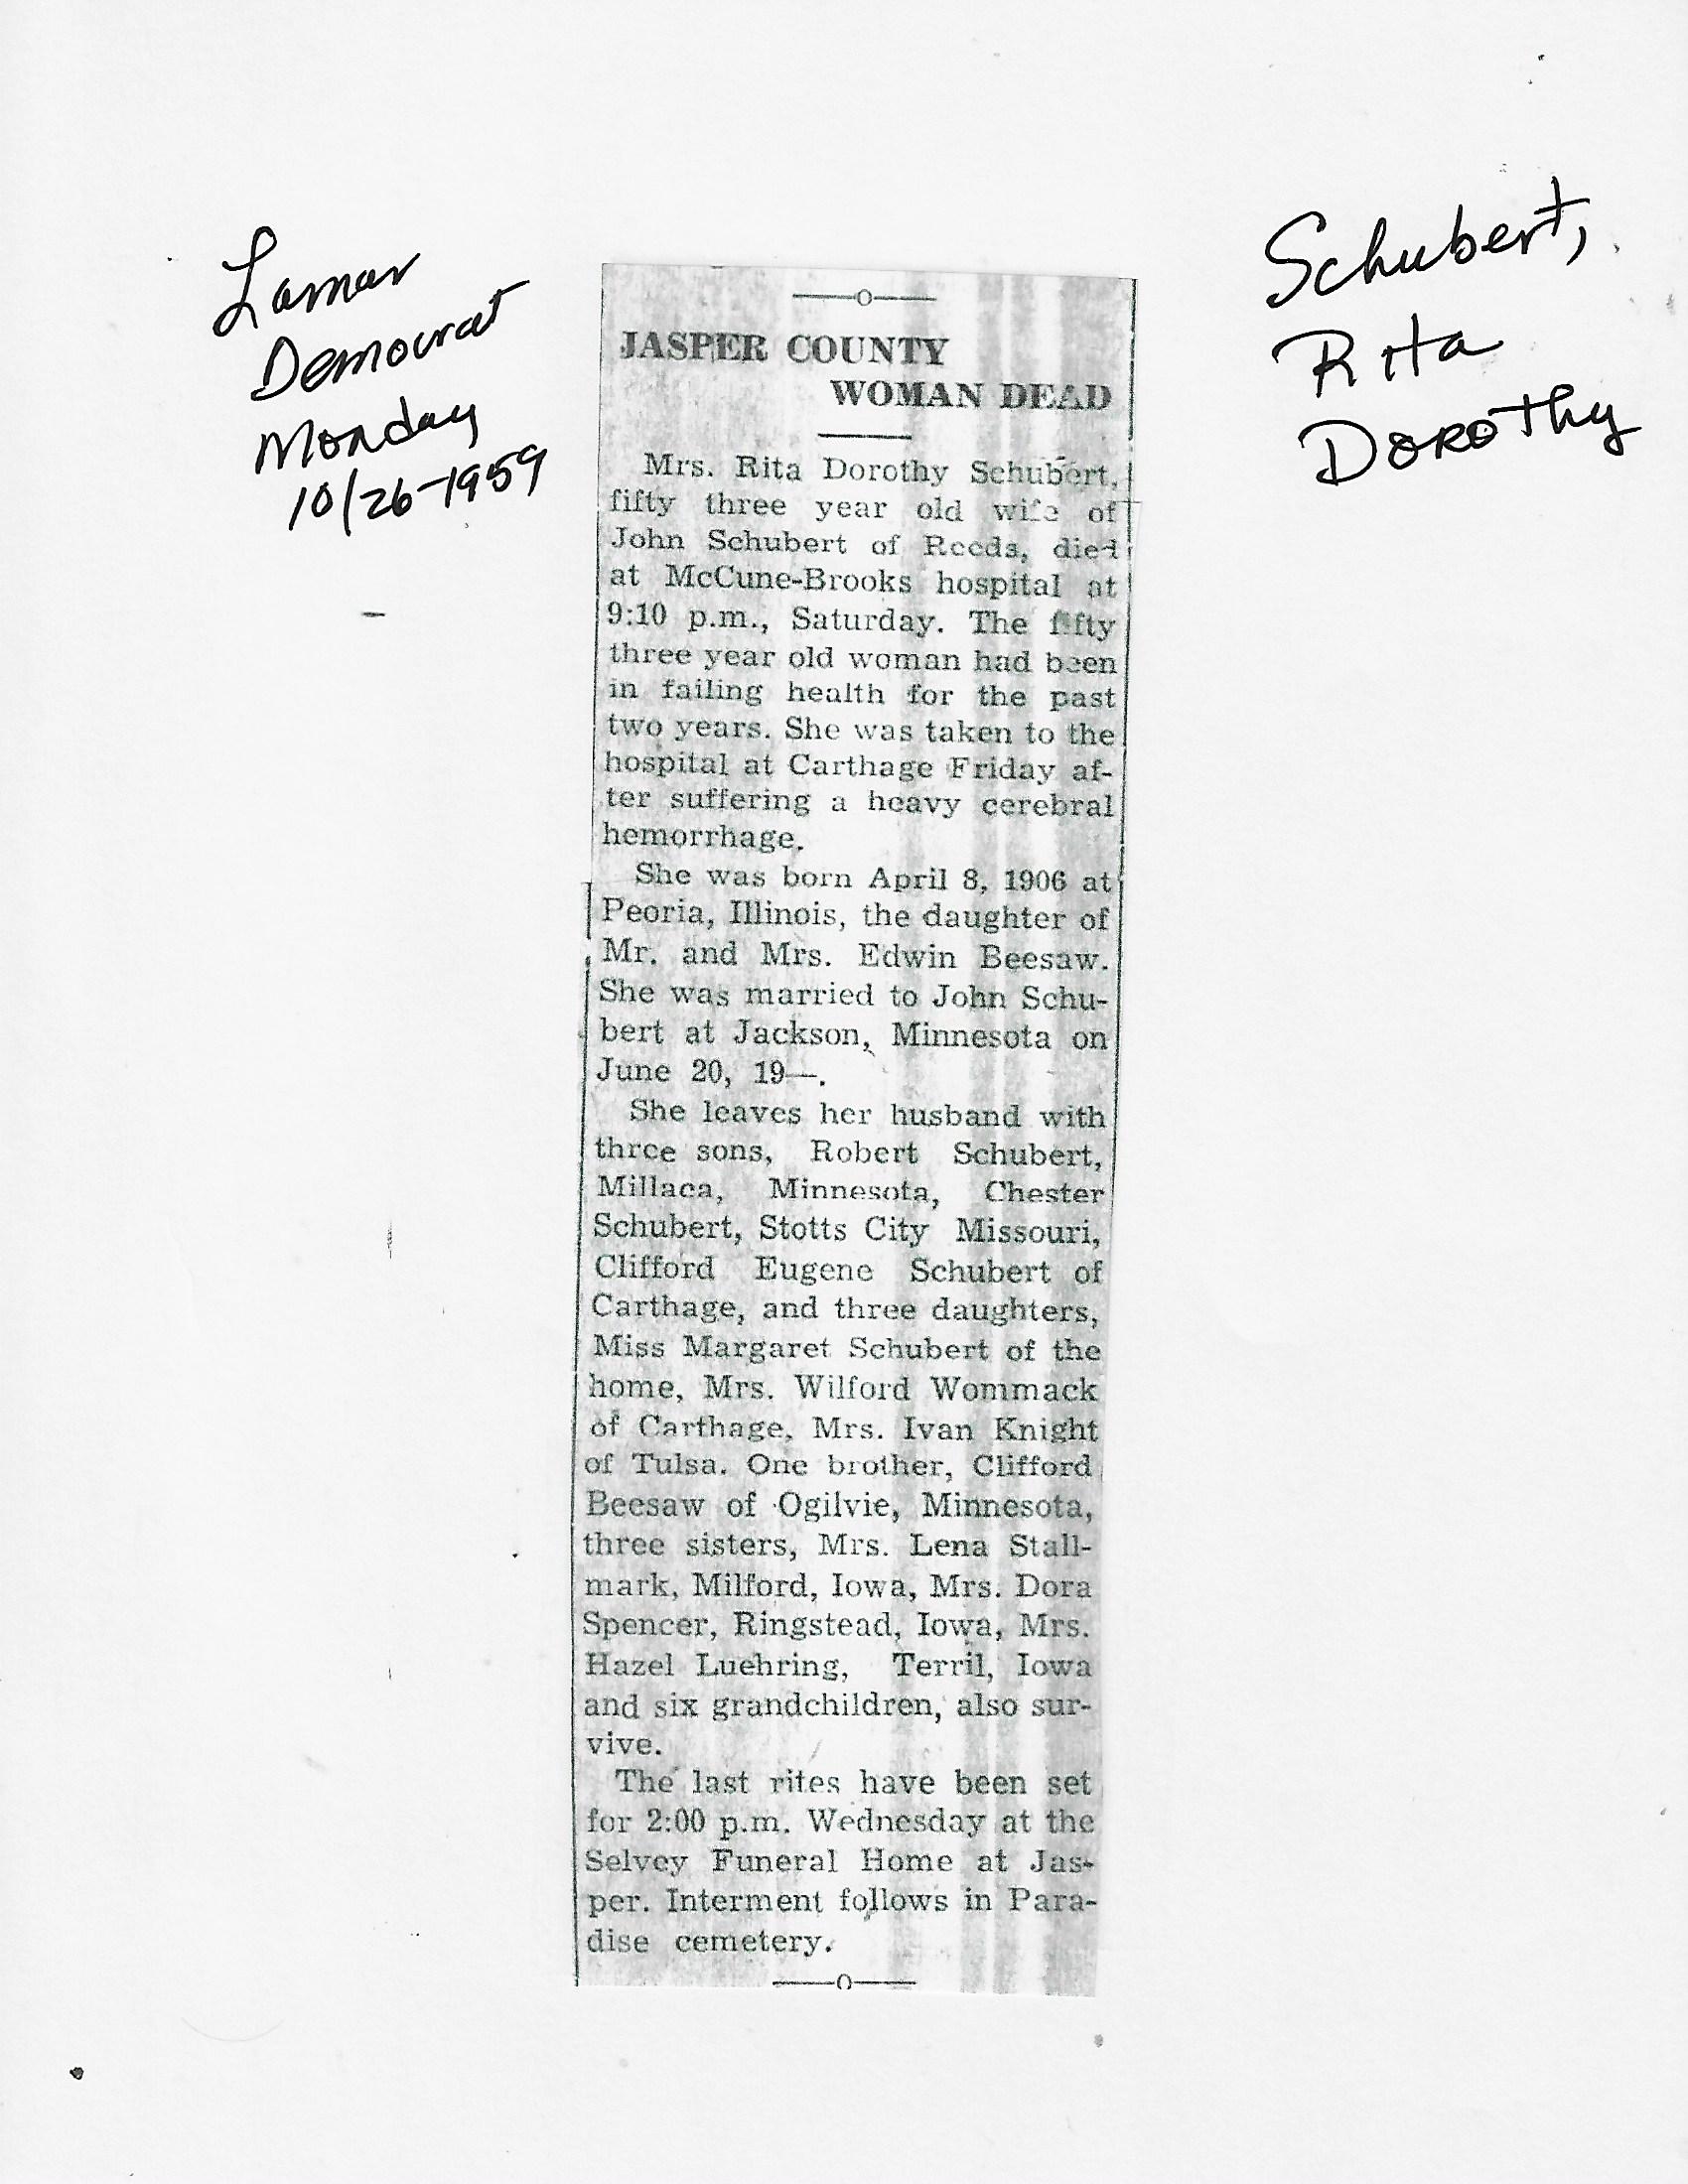 Lamar
Democrat
Monday
10/26-1959
Schubert,
Rita
Dorothy
JASPER COUNTY
WOMAN DEAD
Mrs. Rita Dorothy Schubert,
fifty three year old wife of
John Schubert of Reeds, died
at McCune-Brooks hospital at
9:10 p.m., Saturday. The fifty
three year old woman had been
in failing health for the past
two years. She was taken to the
hospital at Carthage Friday af-
ter suffering a heavy cerebral
hemorrhage.
She was born April 8, 1906 at
Peoria, Illinois, the daughter of
Mr. and Mrs. Edwin Beesaw.
She was married to John Schu-
bert at Jackson, Minnesota on
June 20, 19—.
She leaves her husband with
three sons, Robert Schubert,
Millaca, Minnesota, Chester
Schubert, Stotts City Missouri,
Clifford Eugene Schubert of
Carthage, and three daughters,
Miss Margaret Schubert of the
home, Mrs. Wilford Wommack
of Carthage, Mrs. Ivan Knight
of Tulsa. One brother, Clifford
Beesaw of Ogilvie, Minnesota,
three sisters, Mrs. Lena Stall-
mark, Milford, Iowa, Mrs. Dora
Spencer, Ringstead, Iowa, Mrs.
Hazel Luehring, Terril, Iowa
and six grandchildren, also sur-
vive.
The last rites have been set
for 2:00 p.m. Wednesday at the
Selvey Funeral Home at Jas-
per. Interment follows in Para-
dise cemetery.